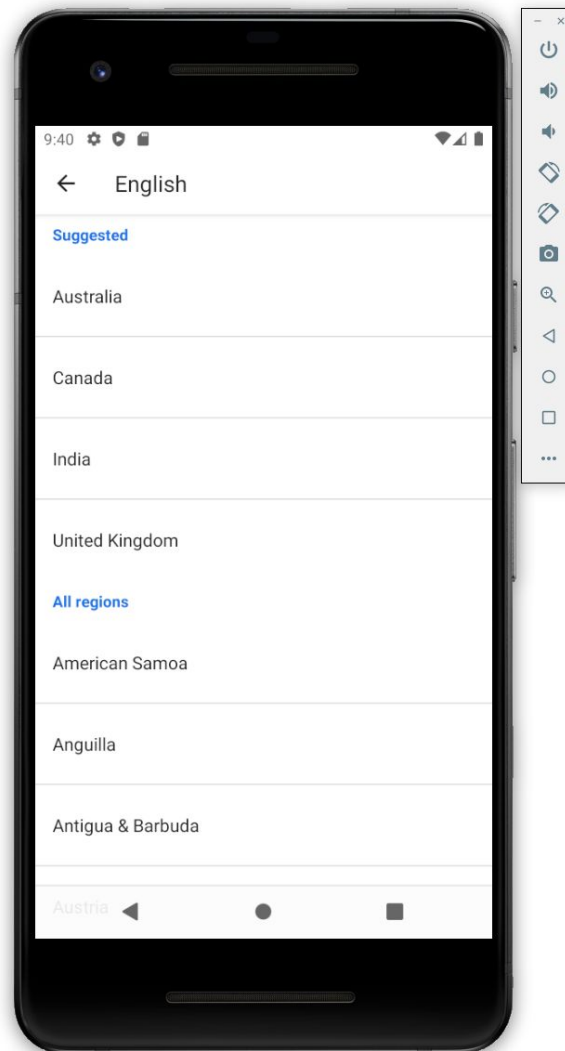 9:40
English
Suggested
Australia
Canada
India
United Kingdom
All regions
American Samoa
Anguilla
Antigua & Barbuda
Austria